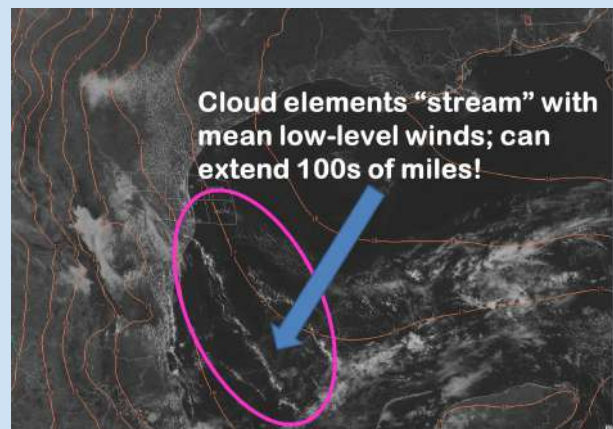 Cloud elements “stream” with
mean low-level winds; can
extend 100s of miles!